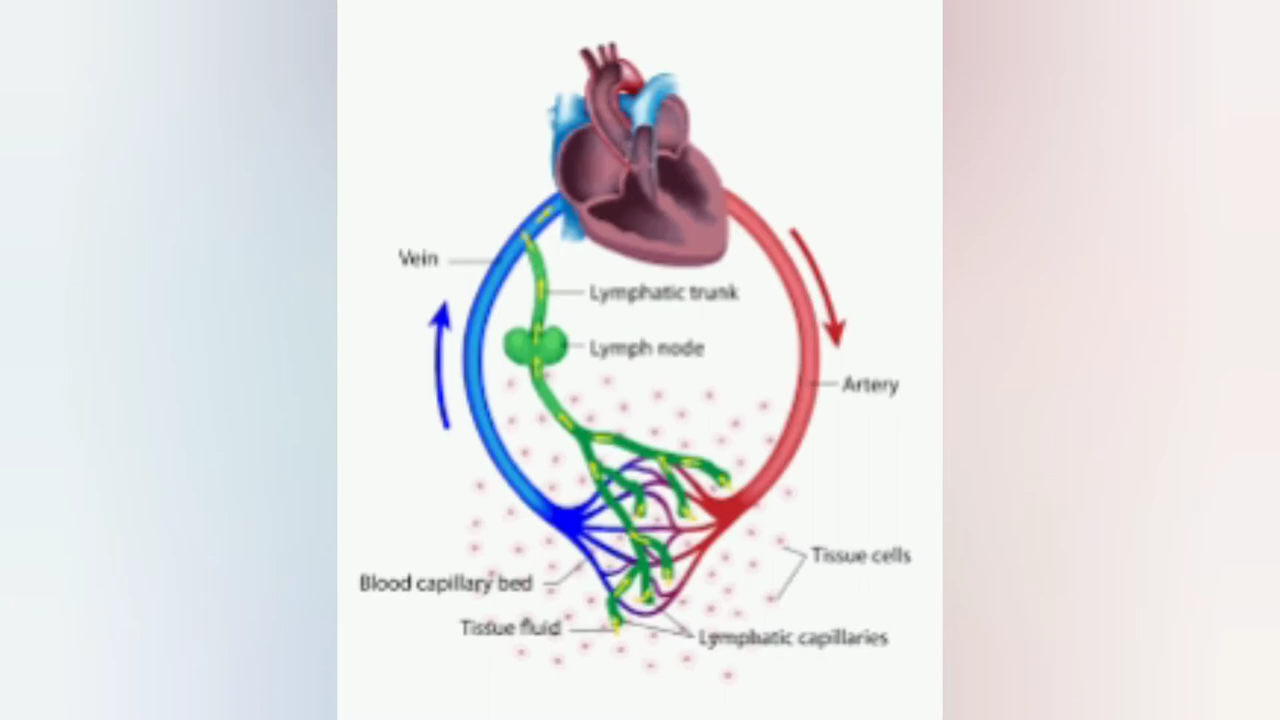 Vein
Lymphatic trunk
Lymph node
Artery
Tissue cells
Blood capillary bed
Tissue fluid
Lymphatic capillaries